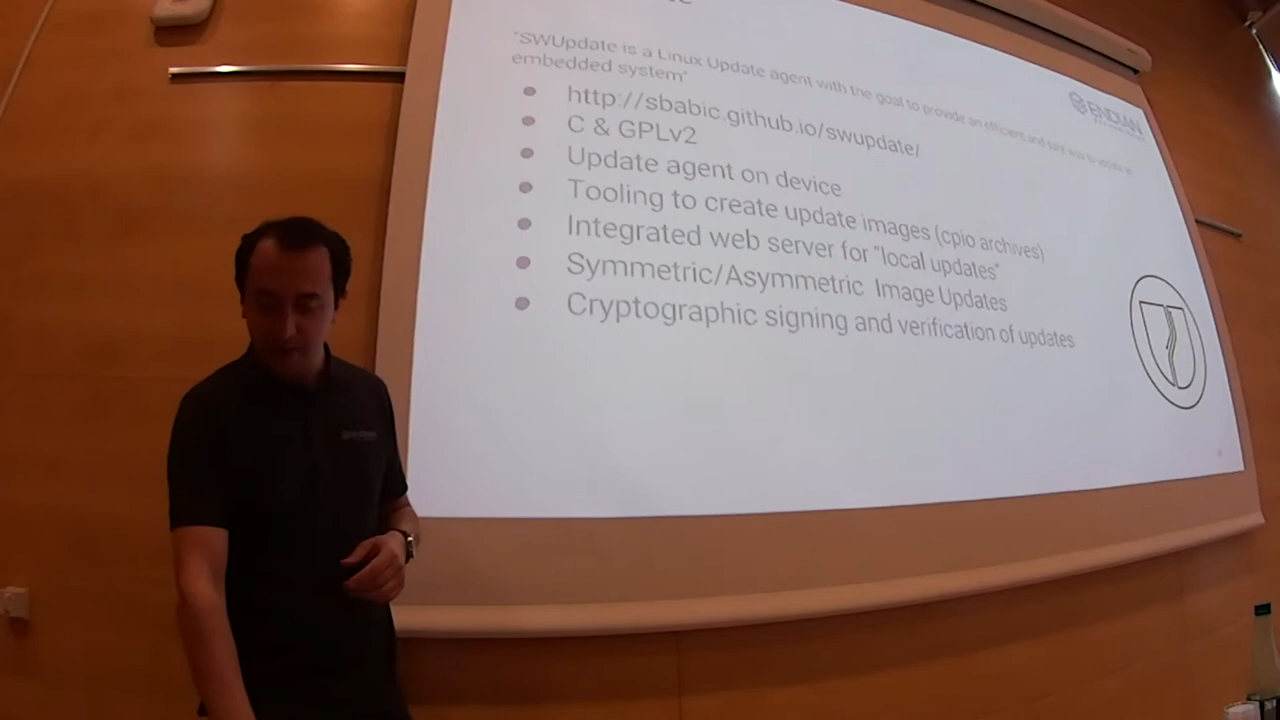 "SWUpdate is a Linux Update agent with the goal to provide an efficient and safe way to update an
embedded system"
http://sbabic.github.io/swupdate/
C & GPLv2
Update agent on device
Tooling to create update images (cpio archives)
Integrated web server for "local updates"
Symmetric/Asymmetric Image Updates
Cryptographic signing and verification of updates
ENDIAN